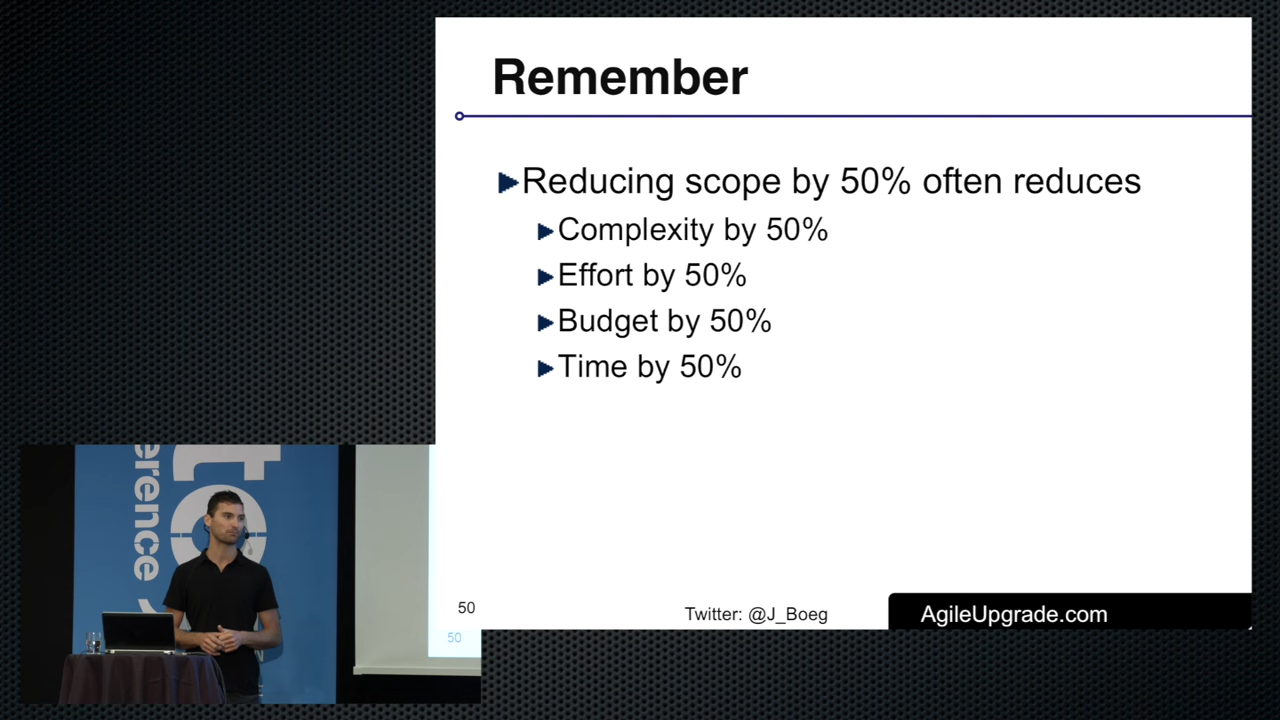 Remember
Reducing scope by 50% often reduces
Complexity by 50%
Effort by 50%
Budget by 50%
Time by 50%
50
Twitter: @J_Boeg
AgileUpgrade.com
50
erence
to